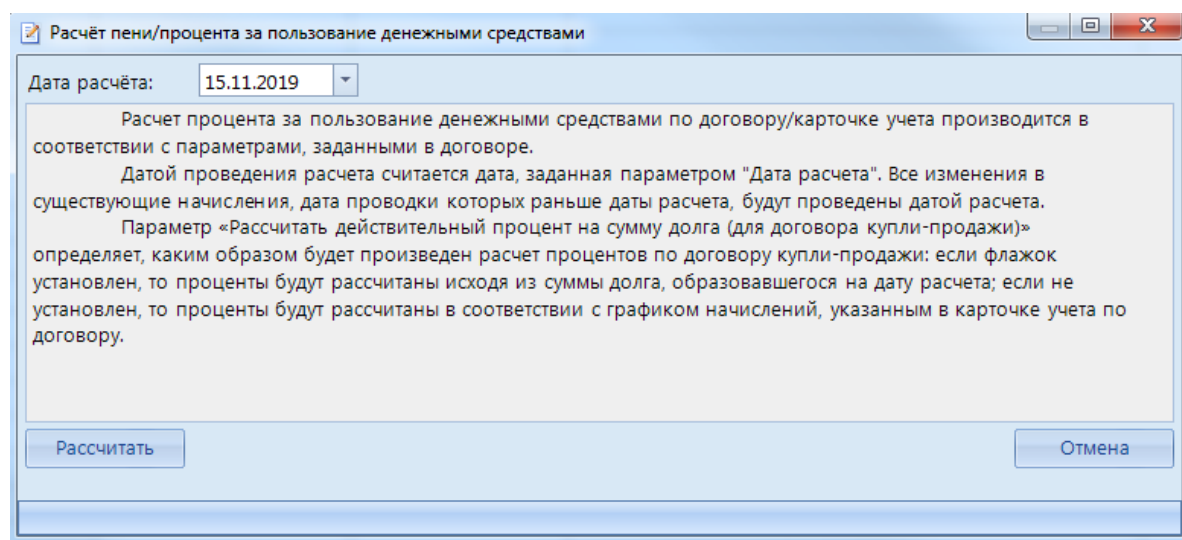 Расчёт пени/процента за пользование денежными средствами
Дата расчёта: 15.11.2019
Расчет процента за пользование денежными средствами по договору/карточке учета производится в
соответствии с параметрами, заданными в договоре.
Датой проведения расчета считается дата, заданная параметром "Дата расчета". Все изменения в
существующие начисления, дата проводки которых раньше даты расчета, будут проведены датой расчета.
Параметр «Рассчитать действительный процент на сумму долга (для договора купли-продажи)»
определяет, каким образом будет произведен расчет процентов по договору купли-продажи: если флажок
установлен, то проценты будут рассчитаны исходя из суммы долга, образовавшегося на дату расчета; если не
установлен, то проценты будут рассчитаны в соответствии с графиком начислений, указанным в карточке учета по
договору.
Рассчитать Отмена